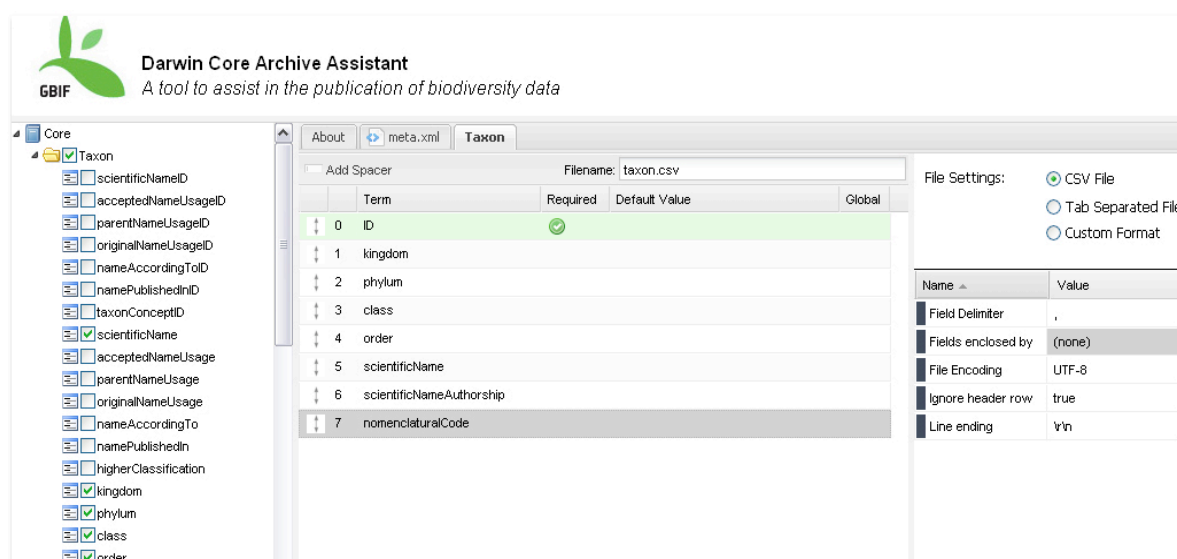 GBIF
Darwin Core Archive Assistant
A tool to assist in the publication of biodiversity data
Core
Taxon
scientificNameID
acceptedNameUsageID
parentNameUsageID
originalNameUsageID
nameAccordingToID
namePublishedInID
taxonConceptID
scientificName
acceptedNameUsage
parentNameUsage
originalNameUsage
nameAccordingTo
namePublishedIn
higherClassification
kingdom
phylum
class
order
About meta.xml Taxon
Add Spacer Filename: taxon.csv
Term Required Default Value Global
0 ID
1 kingdom
2 phylum
3 class
4 order
5 scientificName
6 scientificNameAuthorship
7 nomenclaturalCode
File Settings: CSV File
Tab Separated File
Custom Format
Name Value
Field Delimiter ,
Fields enclosed by (none)
File Encoding UTF-8
Ignore header row true
Line ending \r\n